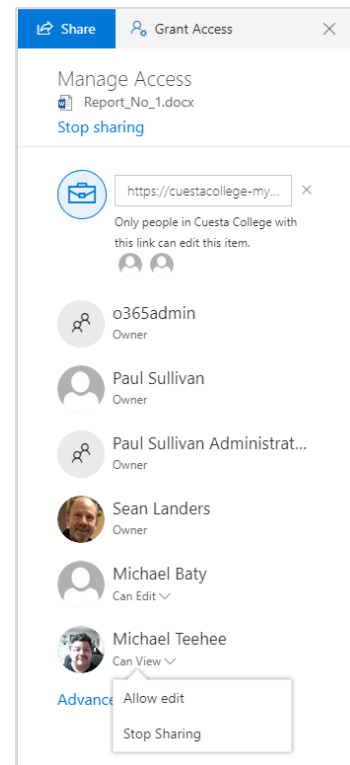 Share Grant Access
Manage Access
Report_No_1.docx
Stop sharing
https://cuestacollege-my...
Only people in Cuesta College with
this link can edit this item.
o365admin
Owner
Paul Sullivan
Owner
Paul Sullivan Administrat...
Owner
Sean Landers
Owner
Michael Baty
Can Edit
Michael Teehee
Can View
Advance
Allow edit
Stop Sharing